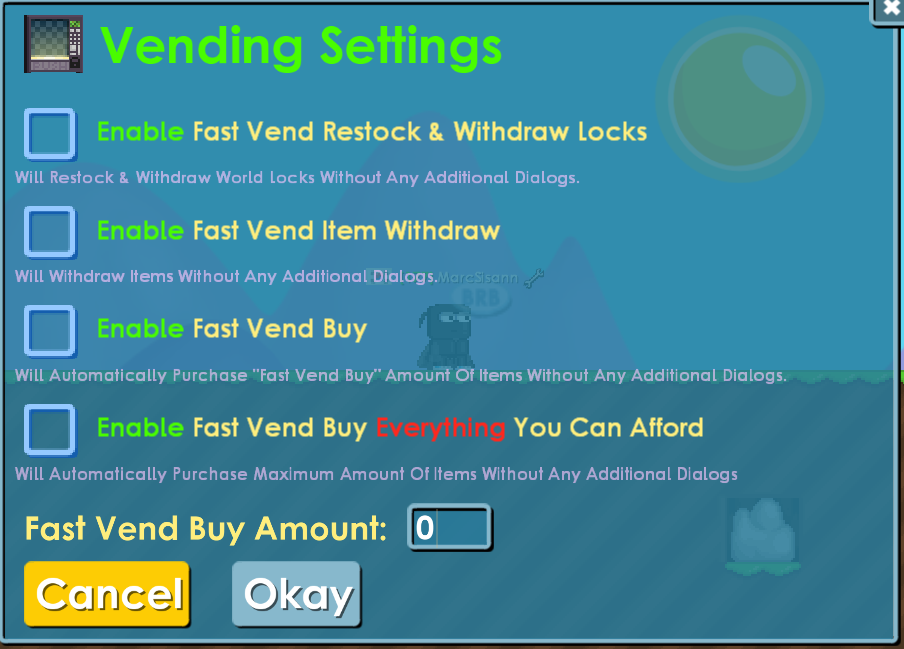 Vending Settings
Enable Fast Vend Restock & Withdraw Locks
Will Restock & Withdraw World Locks Without Any Additional Dialogs.
Enable Fast Vend Item Withdraw
Will Withdraw Items Without Any Additional Dialogs.
MarcSisann
BRB
Enable Fast Vend Buy
Will Automatically Purchase "Fast Vend Buy" Amount Of Items Without Any Additional Dialogs.
Enable Fast Vend Buy Everything You Can Afford
Will Automatically Purchase Maximum Amount Of Items Without Any Additional Dialogs
Fast Vend Buy Amount: 0
Cancel Okay